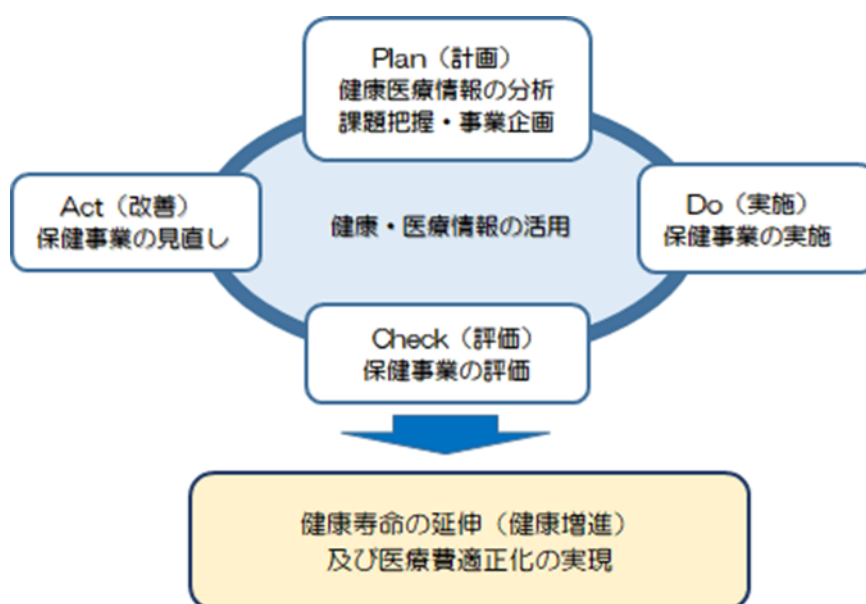 Plan（計画）
健康医療情報の分析
課題把握・事業企画
Act（改善）
保健事業の見直し
健康・医療情報の活用
Do（実施）
保健事業の実施
Check（評価）
保健事業の評価
健康寿命の延伸（健康増進）
及び医療費適正化の実現